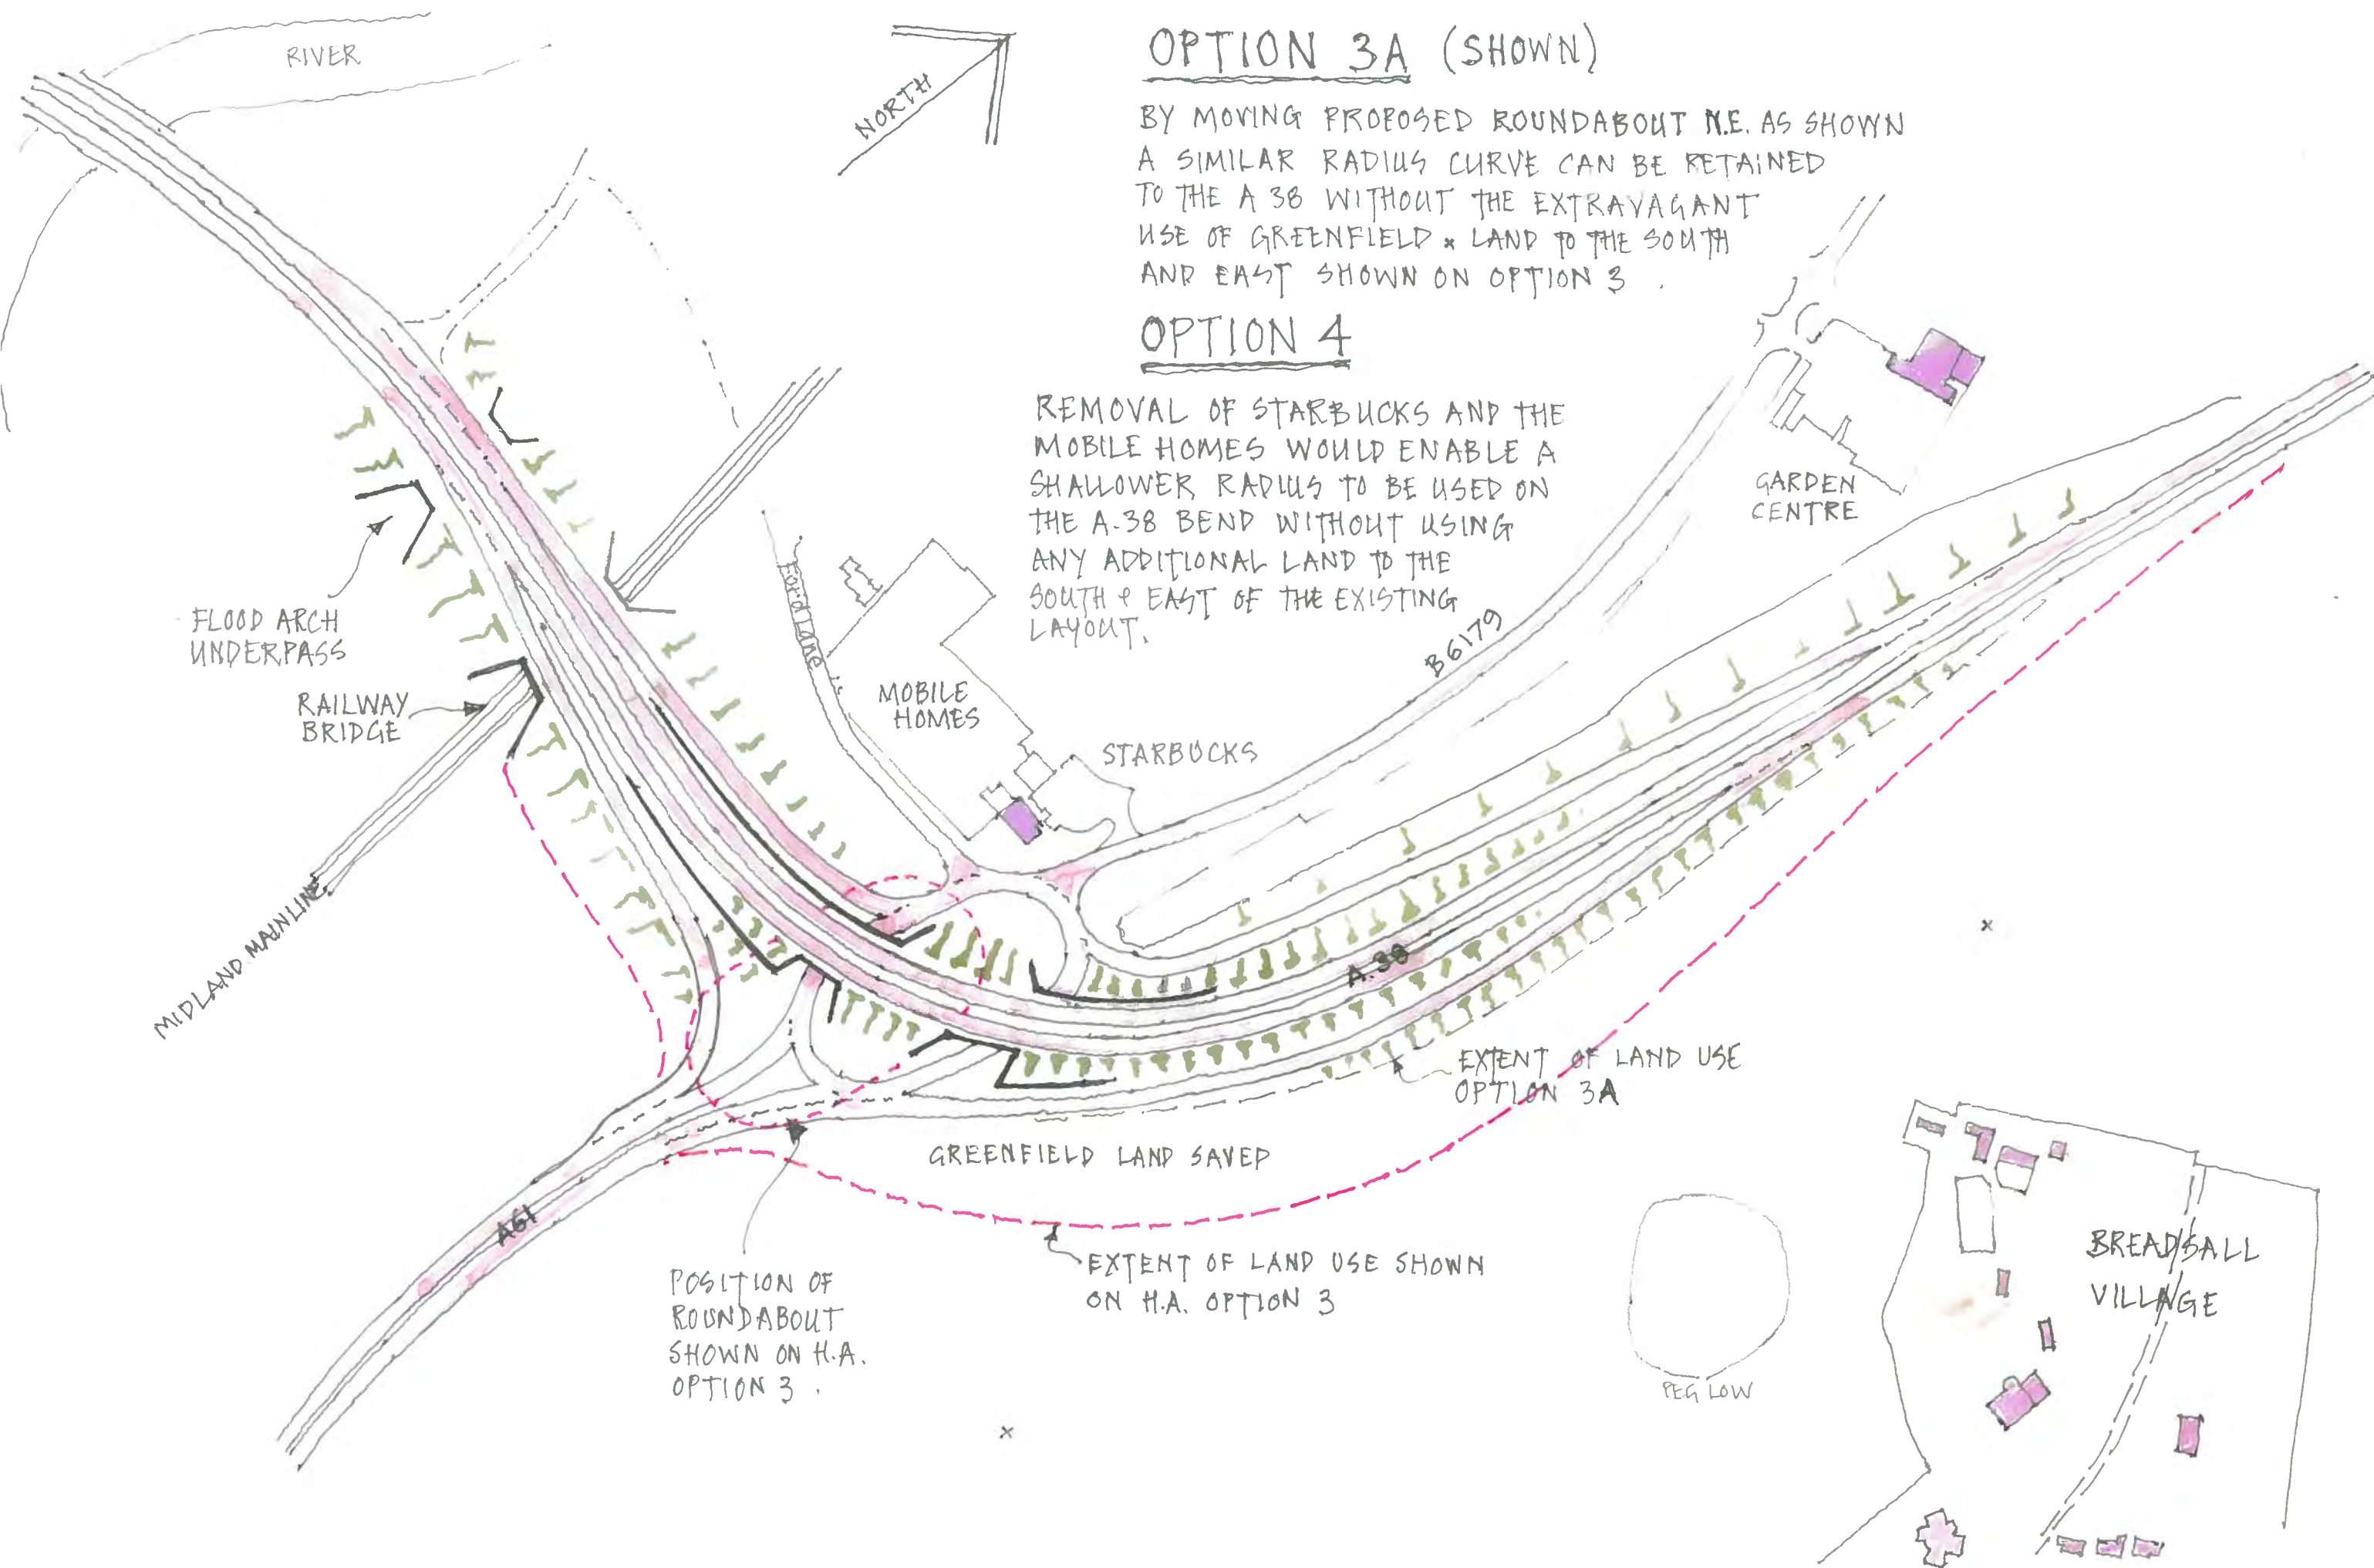 RIVER
NORTH
OPTION 3A (SHOWN)
BY MOVING PROPOSED ROUNDABOUT N.E. AS SHOWN
A SIMILAR RADIUS CURVE CAN BE RETAINED
TO THE A 38 WITHOUT THE EXTRAVAGANT
USE OF GREENFIELD x LAND TO THE SOUTH
AND EAST SHOWN ON OPTION 3 .
OPTION 4
REMOVAL OF STARBUCKS AND THE
MOBILE HOMES WOULD ENABLE A
SHALLOWER RADIUS TO BE USED ON
THE A-38 BEND WITHOUT USING
ANY ADDITIONAL LAND TO THE
SOUTH & EAST OF THE EXISTING
LAYOUT.
GARDEN
CENTRE
FLOOD ARCH
UNDERPASS
RAILWAY
BRIDGE
Ford Lane
MOBILE
HOMES
STARBUCKS
B6179
MIDLAND MAINLINE
A.38
EXTENT OF LAND USE
OPTION 3A
GREENFIELD LAND SAVED
A61
EXTENT OF LAND USE SHOWN
ON H.A. OPTION 3
POSITION OF
ROUNDABOUT
SHOWN ON H.A.
OPTION 3 .
PEG LOW
BREADSALL
VILLAGE